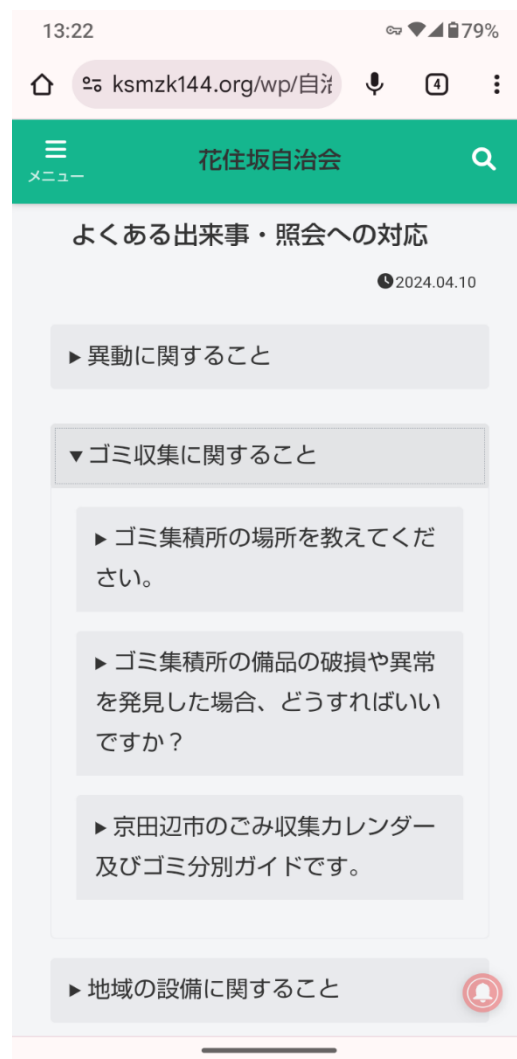 13:22
79%
ksmzk144.org/wp/自治
4
メニュー
花住坂自治会
よくある出来事・照会への対応
2024.04.10
▶ 異動に関すること
▼ゴミ収集に関すること
▶ ゴミ集積所の場所を教えてくだ
さい。
▶ ゴミ集積所の備品の破損や異常
を発見した場合、どうすればいい
ですか？
▶ 京田辺市のごみ収集カレンダー
及びゴミ分別ガイドです。
▶ 地域の設備に関すること